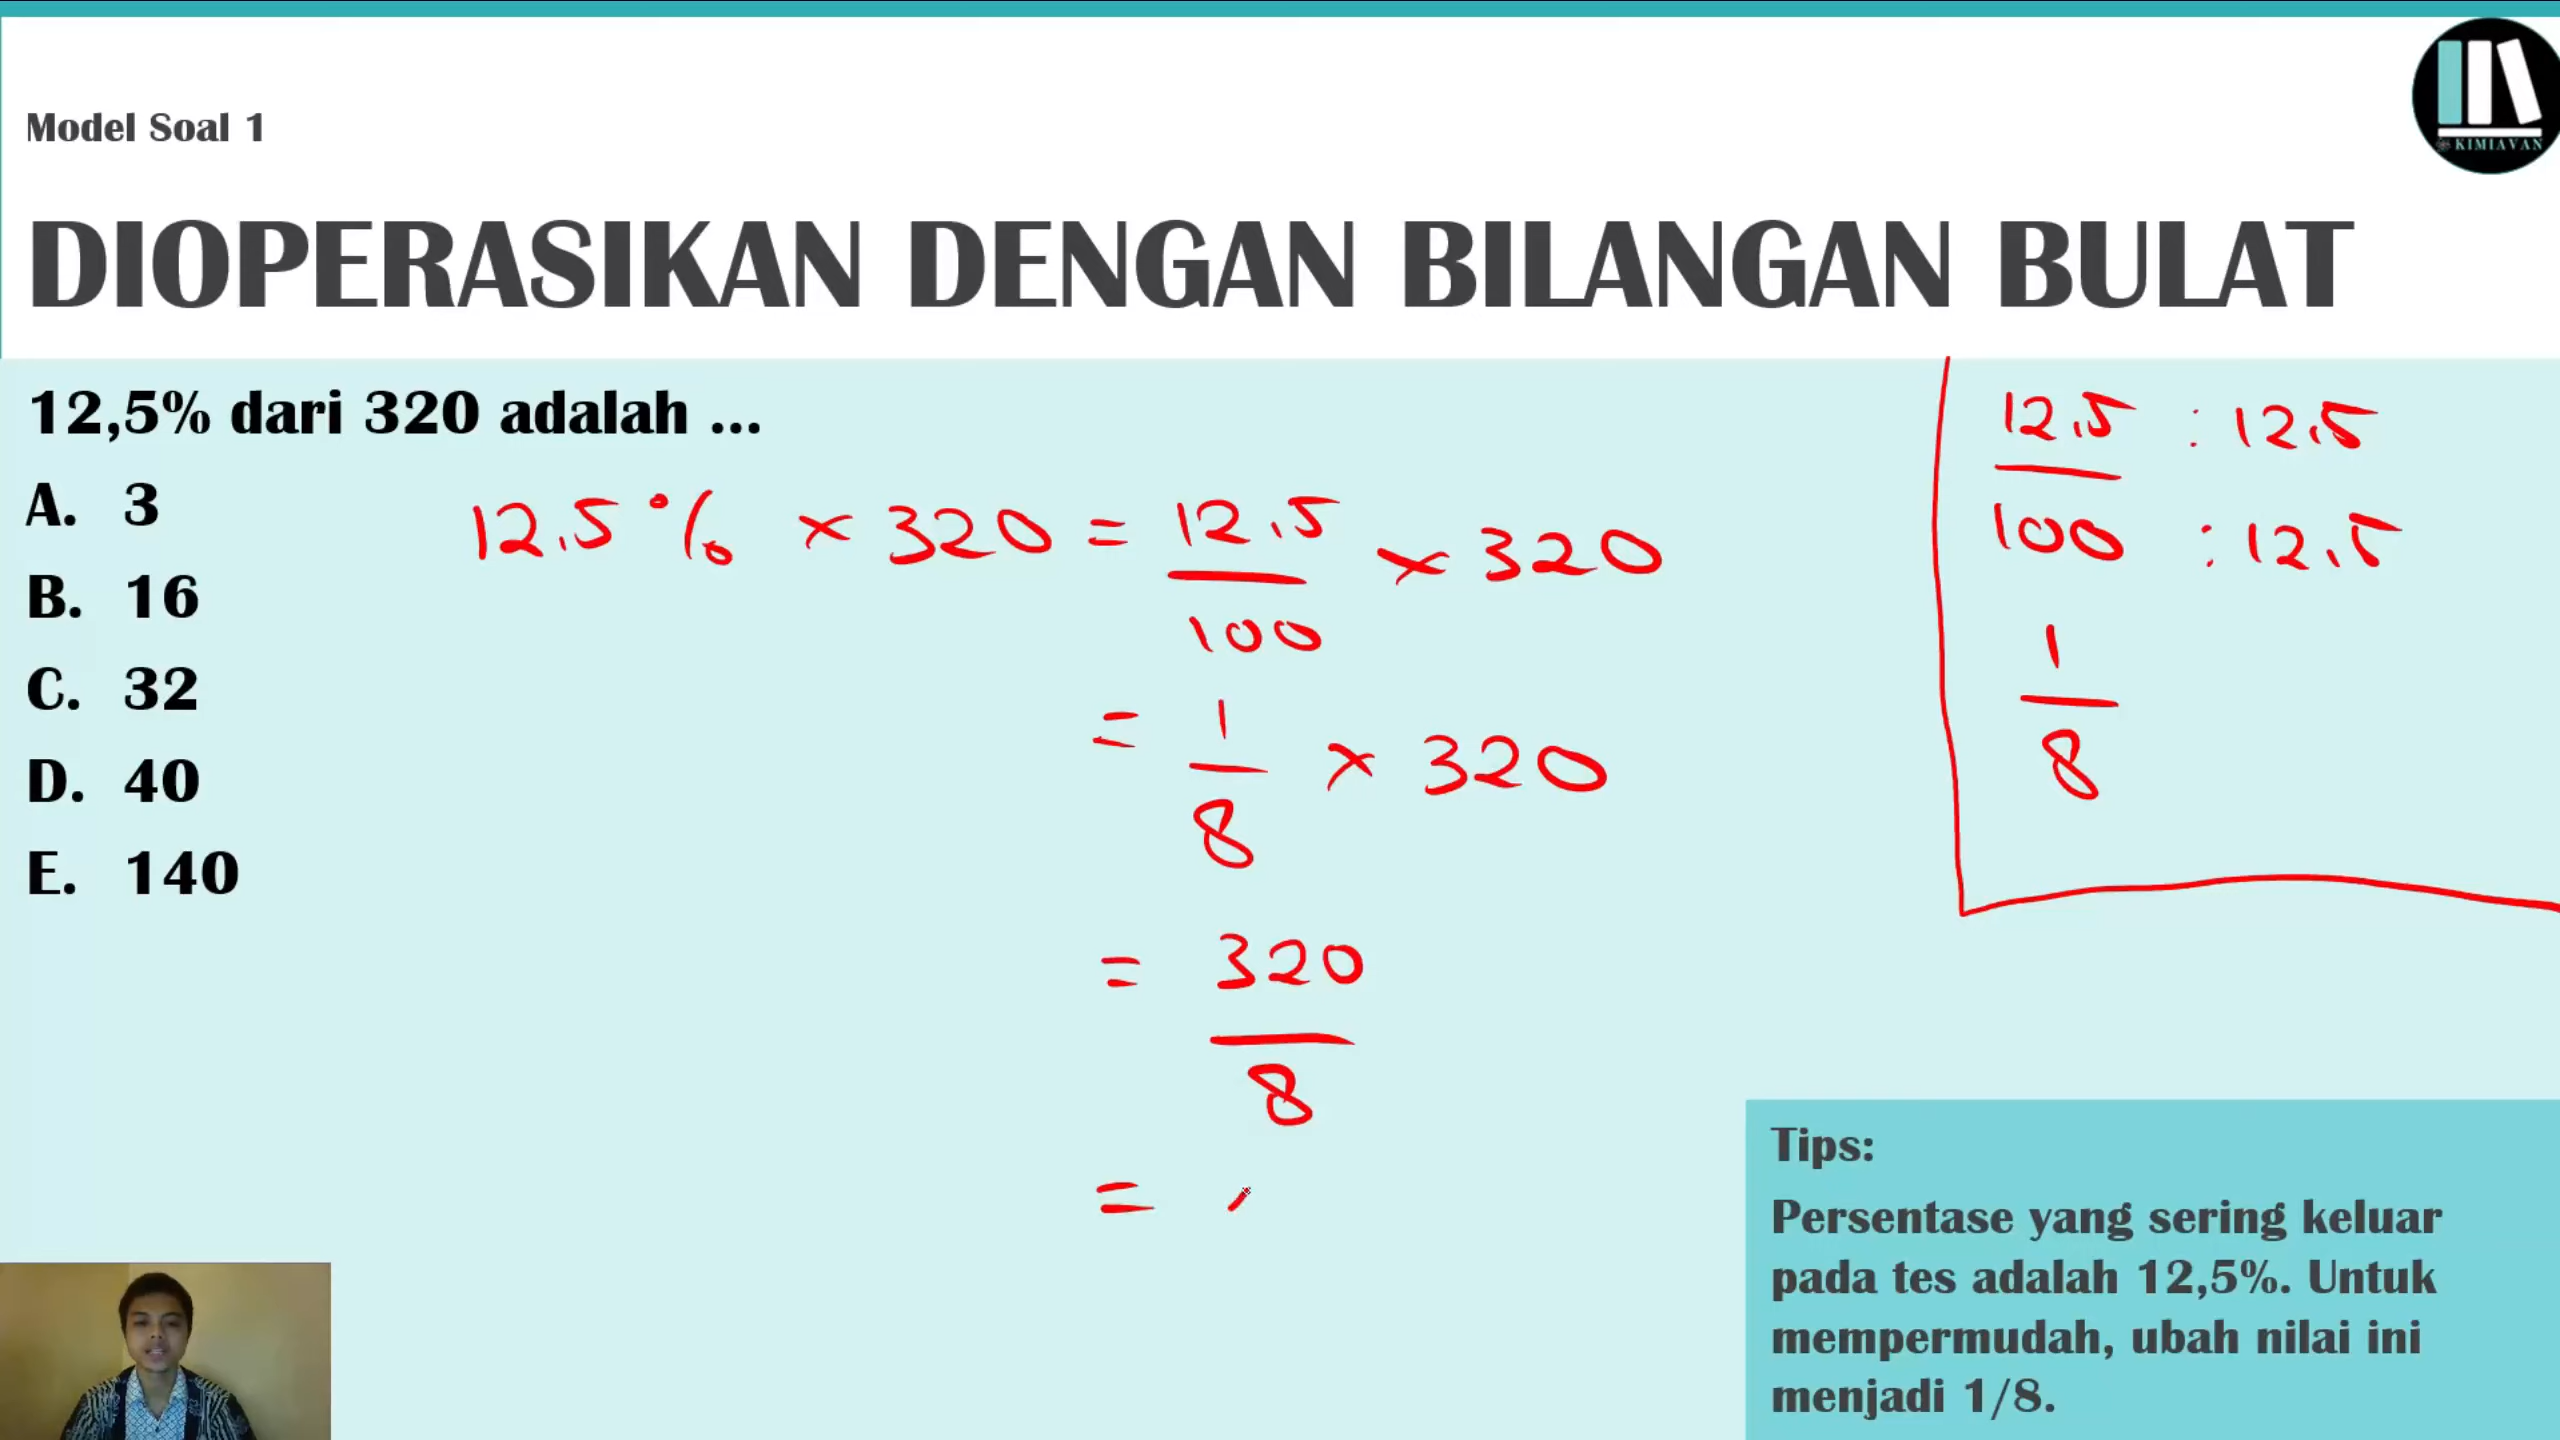 KIMIAVAN
Model Soal 1
DIOPERASIKAN DENGAN BILANGAN BULAT
12,5% dari 320 adalah ...
A. 3
B. 16
C. 32
D. 40
E. 140
12.5% × 320 = 12.5/100 × 320
= 1/8 × 320
= 320/8
=
12.5 : 12.5
100 : 12.5
1
8
Tips:
Persentase yang sering keluar
pada tes adalah 12,5%. Untuk
mempermudah, ubah nilai ini
menjadi 1/8.